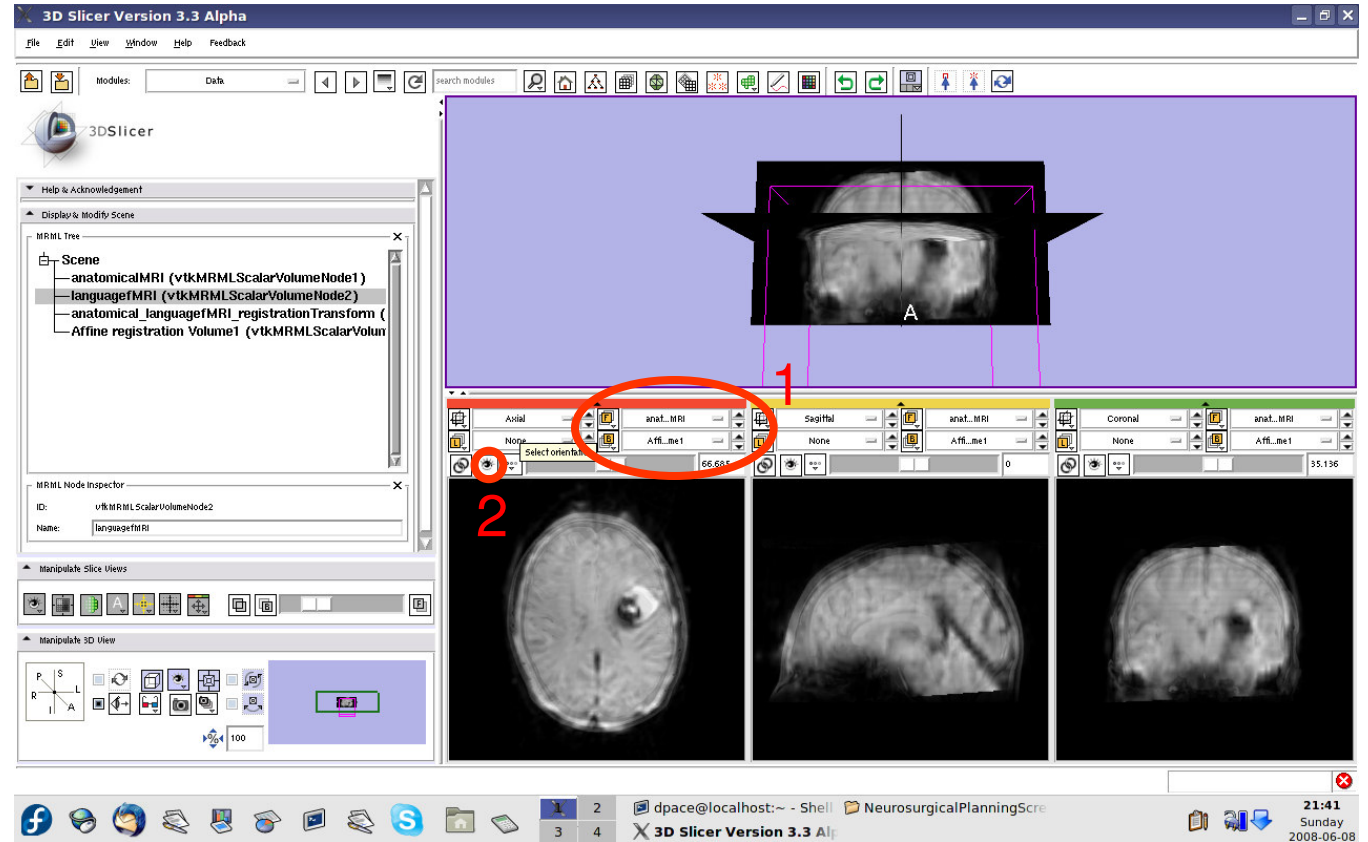 3D Slicer Version 3.3 Alpha
File Edit View Window Help Feedback
Modules: Data search modules
3DSlicer
Help & Acknowledgement
Display & Modify Scene
MRML Tree
Scene
anatomicalMRI (vtkMRMLScalarVolumeNode1)
languagefMRI (vtkMRMLScalarVolumeNode2)
anatomical_languagefMRI_registrationTransform (
Affine registration Volume1 (vtkMRMLScalarVolum
MRML Node Inspector
ID: vtkMRMLScalarVolumeNode2
Name: languagefMRI
Manipulate Slice Views
Manipulate 3D View
P S
R L
I A
100
A
1
Axial anat...MRI Sagittal anat...MRI Coronal anat...MRI
None Affi...me1 None Affi...me1 None Affi...me1
Select orientati
66.685 0 35.136
2
1 2 dpace@localhost:~ - Shell NeurosurgicalPlanningScre
3 4 3D Slicer Version 3.3 Alp
21:41
Sunday
2008-06-08